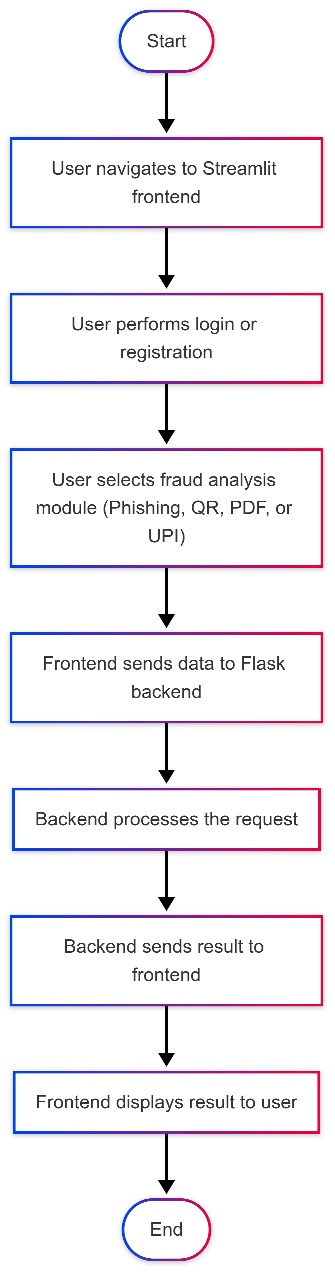 Start
User navigates to Streamlit
frontend
User performs login or
registration
User selects fraud analysis
module (Phishing, QR, PDF, or
UPI)
Frontend sends data to Flask
backend
Backend processes the request
Backend sends result to
frontend
Frontend displays result to user
End